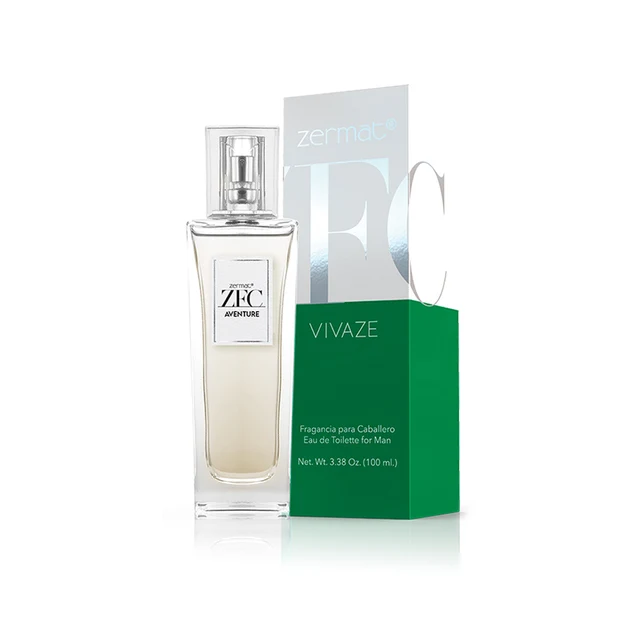 zermat®
ZFC
AVENTURE
zermat®
ZFC
VIVAZE
Fragancia para Caballero
Eau de Toilette for Man
Net. Wt. 3.38 Oz. (100 ml.)